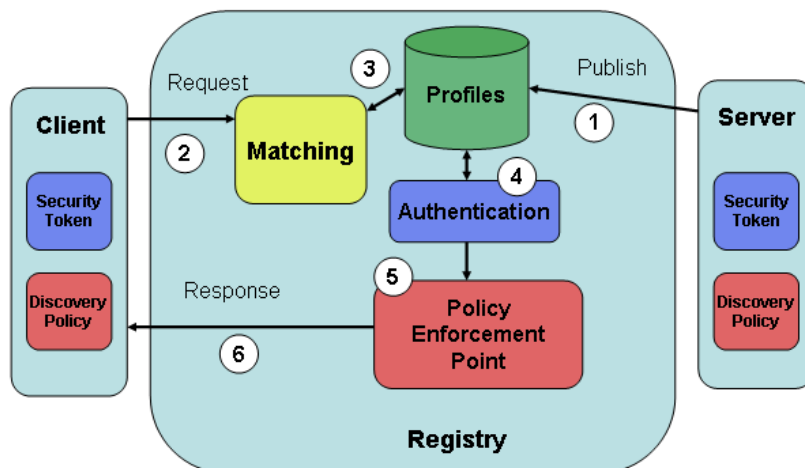 Client
Security
Token
Discovery
Policy
Request
2
Matching
3
Profiles
Publish
1
4
Authentication
5
Policy
Enforcement
Point
Response
6
Registry
Server
Security
Token
Discovery
Policy